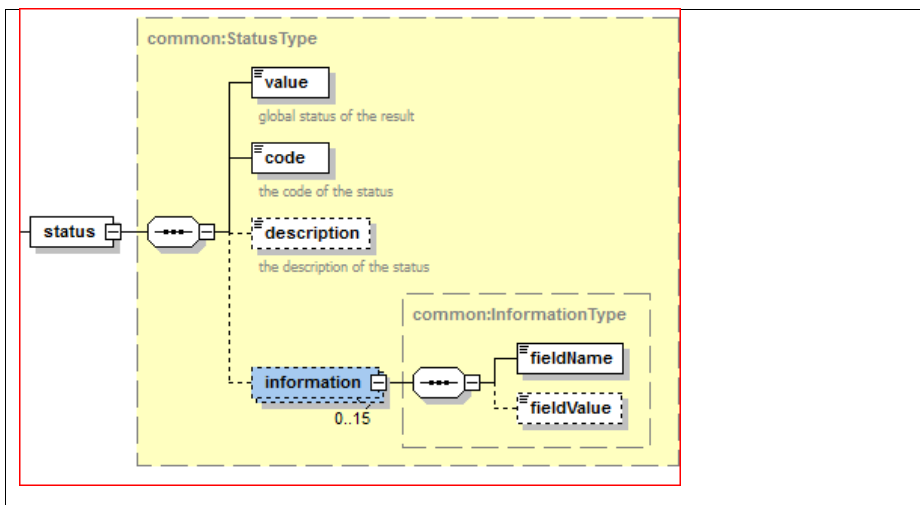 common:StatusType
value
global status of the result
code
the code of the status
status
description
the description of the status
common:InformationType
fieldName
information
fieldValue
0..15